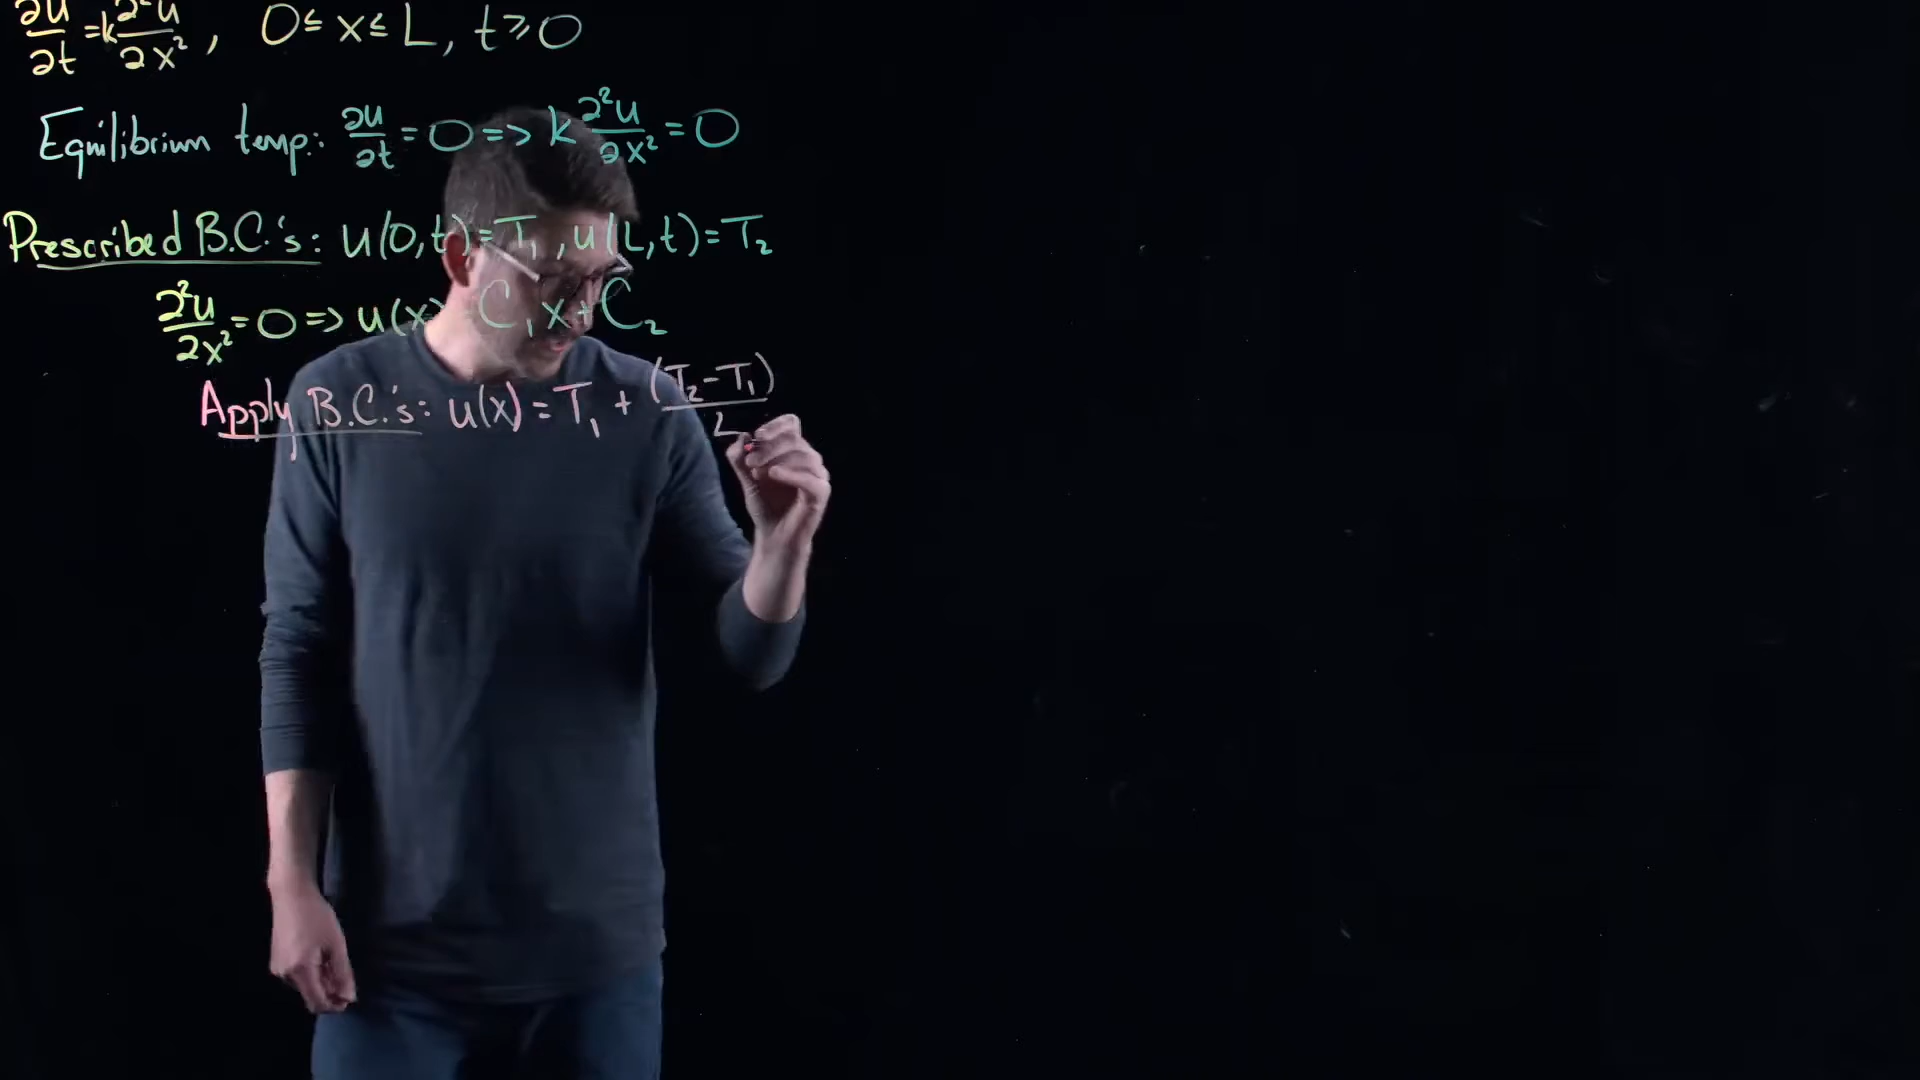 ∂u/∂t = k ∂²u/∂x², 0 ≤ x ≤ L, t ≥ 0
Equilibrium temp.: ∂u/∂t = 0 => k ∂²u/∂x² = 0
Prescribed B.C.'s: u(0,t) = T₁, u(L,t) = T₂
∂²u/∂x² = 0 => u(x) = C₁x + C₂
Apply B.C.'s: u(x) = T₁ + (T₂-T₁)/L